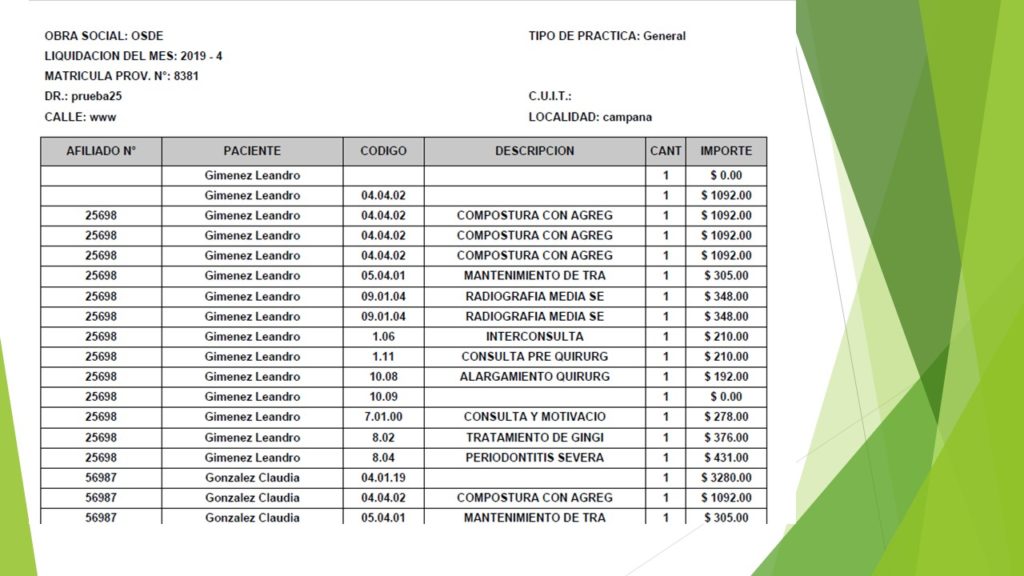 OBRA SOCIAL: OSDE TIPO DE PRACTICA: General
LIQUIDACION DEL MES: 2019 - 4
MATRICULA PROV. N°: 8381
DR.: prueba25 C.U.I.T.:
CALLE: www LOCALIDAD: campana
AFILIADO N° PACIENTE CODIGO DESCRIPCION CANT IMPORTE
Gimenez Leandro 1 $ 0.00
Gimenez Leandro 04.04.02 1 $ 1092.00
25698 Gimenez Leandro 04.04.02 COMPOSTURA CON AGREG 1 $ 1092.00
25698 Gimenez Leandro 04.04.02 COMPOSTURA CON AGREG 1 $ 1092.00
25698 Gimenez Leandro 04.04.02 COMPOSTURA CON AGREG 1 $ 1092.00
25698 Gimenez Leandro 05.04.01 MANTENIMIENTO DE TRA 1 $ 305.00
25698 Gimenez Leandro 09.01.04 RADIOGRAFIA MEDIA SE 1 $ 348.00
25698 Gimenez Leandro 09.01.04 RADIOGRAFIA MEDIA SE 1 $ 348.00
25698 Gimenez Leandro 1.06 INTERCONSULTA 1 $ 210.00
25698 Gimenez Leandro 1.11 CONSULTA PRE QUIRURG 1 $ 210.00
25698 Gimenez Leandro 10.08 ALARGAMIENTO QUIRURG 1 $ 192.00
25698 Gimenez Leandro 10.09 1 $ 0.00
25698 Gimenez Leandro 7.01.00 CONSULTA Y MOTIVACIO 1 $ 278.00
25698 Gimenez Leandro 8.02 TRATAMIENTO DE GINGI 1 $ 376.00
25698 Gimenez Leandro 8.04 PERIODONTITIS SEVERA 1 $ 431.00
56987 Gonzalez Claudia 04.01.19 1 $ 3280.00
56987 Gonzalez Claudia 04.04.02 COMPOSTURA CON AGREG 1 $ 1092.00
56987 Gonzalez Claudia 05.04.01 MANTENIMIENTO DE TRA 1 $ 305.00